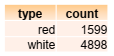 type count
red 1599
white 4898